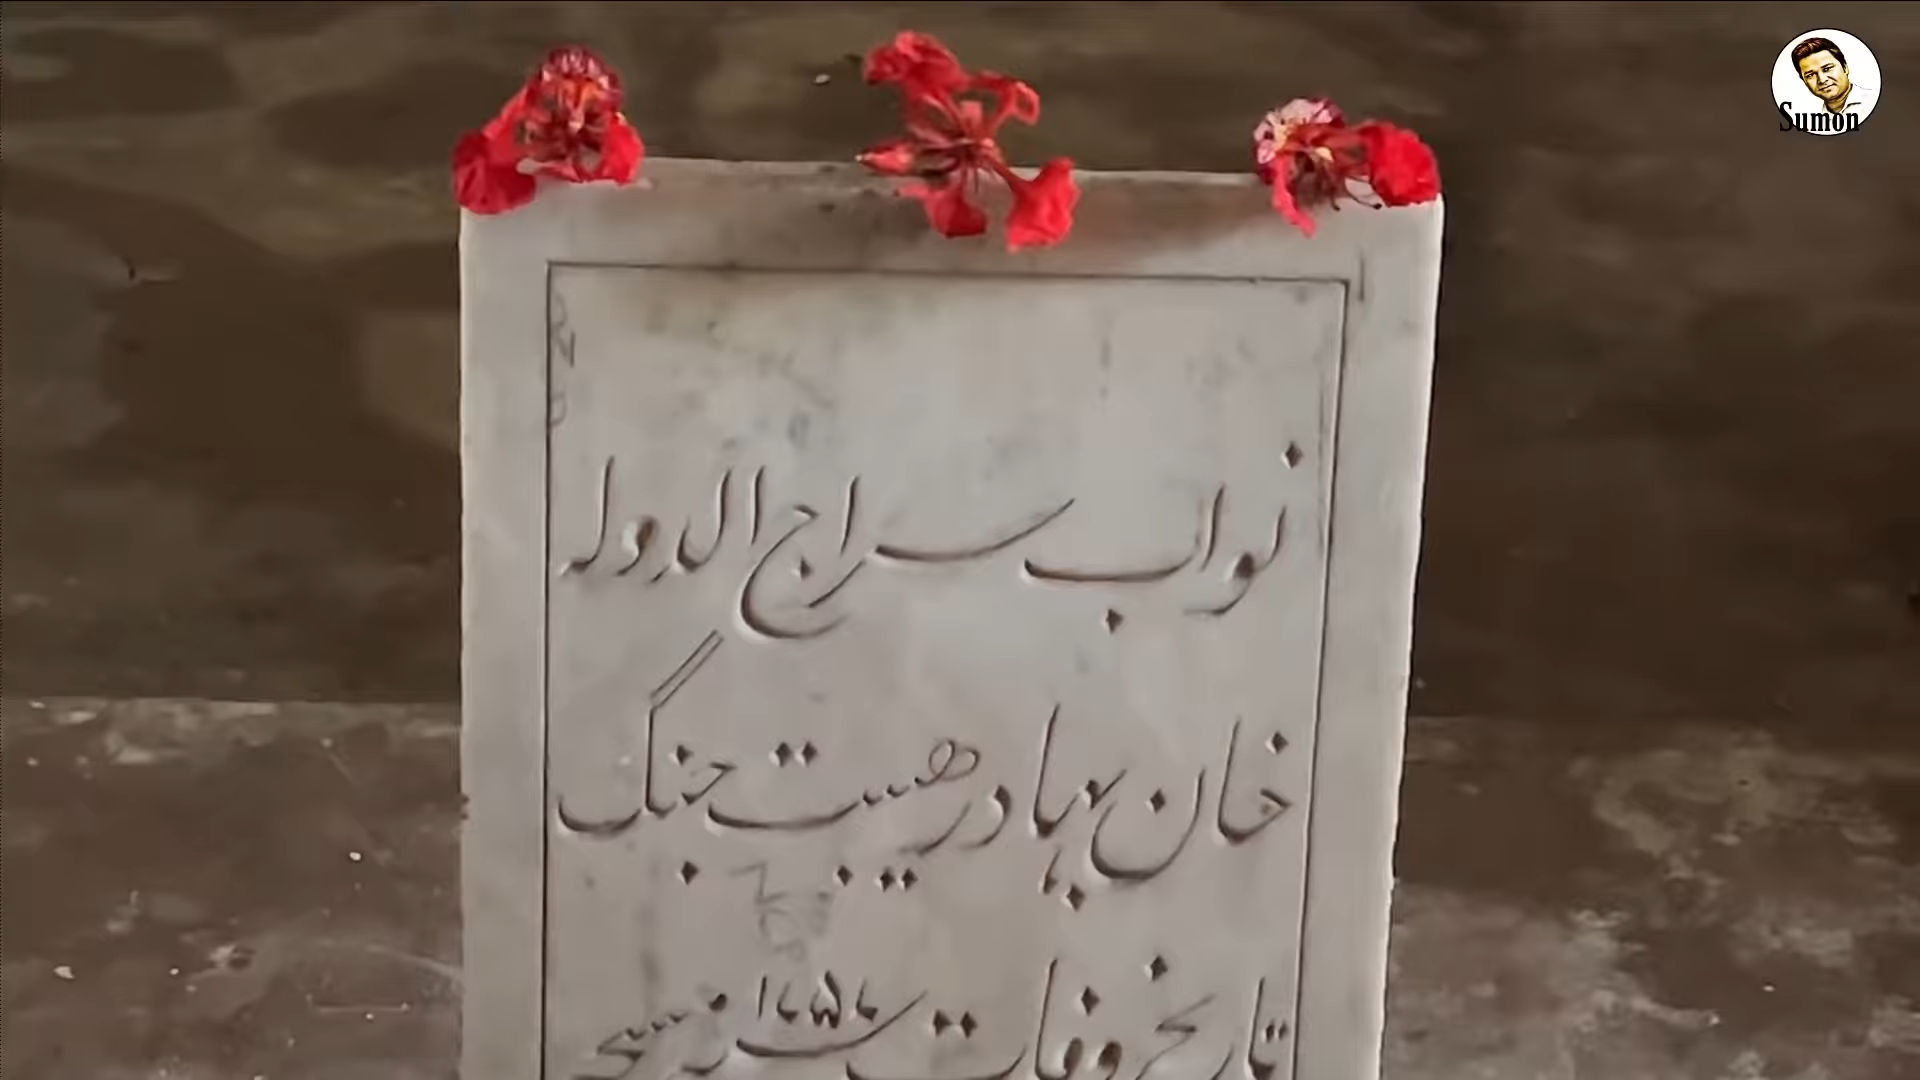 Sumon
نواب سراج الدولہ
خان بہادر ہیبت جنگ
تاریخ وفات ۱۷۵۷